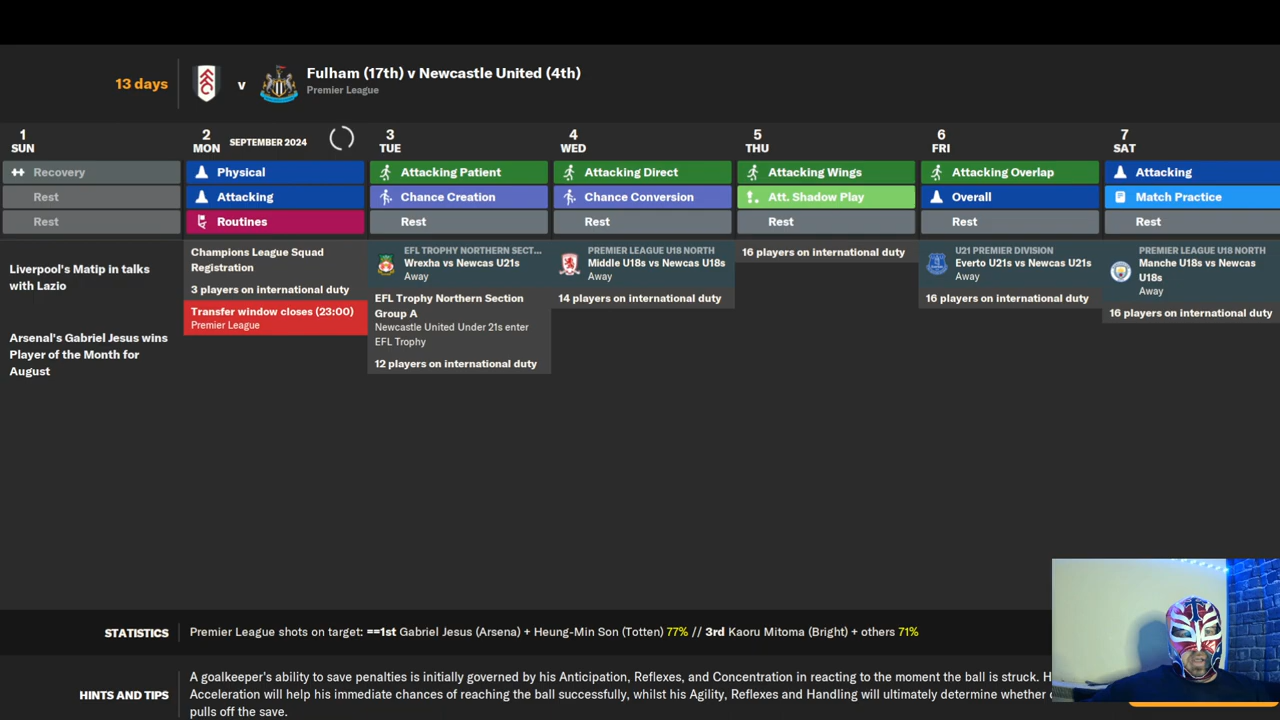 13 days
v
Fulham (17th) v Newcastle United (4th)
Premier League
1
SUN
2
MON
SEPTEMBER 2024
3
TUE
4
WED
5
THU
6
FRI
7
SAT
Recovery
Physical
Attacking Patient
Attacking Direct
Attacking Wings
Attacking Overlap
Attacking
Rest
Attacking
Chance Creation
Chance Conversion
Att. Shadow Play
Overall
Match Practice
Rest
Routines
Rest
Rest
Rest
Rest
Rest
Liverpool's Matip in talks
with Lazio
Arsenal's Gabriel Jesus wins
Player of the Month for
August
Champions League Squad
Registration
3 players on international duty
Transfer window closes (23:00)
Premier League
EFL TROPHY NORTHERN SECT...
Wrexha vs Newcas U21s
Away
EFL Trophy Northern Section
Group A
Newcastle United Under 21s enter
EFL Trophy
12 players on international duty
PREMIER LEAGUE U18 NORTH
Middle U18s vs Newcas U18s
Away
14 players on international duty
16 players on international duty
U21 PREMIER DIVISION
Everto U21s vs Newcas U21s
Away
16 players on international duty
PREMIER LEAGUE U18 NORTH
Manche U18s vs Newcas
U18s
Away
16 players on international duty
STATISTICS
Premier League shots on target: ==1st Gabriel Jesus (Arsena) + Heung-Min Son (Totten) 77% // 3rd Kaoru Mitoma (Bright) + others 71%
HINTS AND TIPS
A goalkeeper's ability to save penalties is initially governed by his Anticipation, Reflexes, and Concentration in reacting to the moment the ball is struck.
Acceleration will help his immediate chances of reaching the ball successfully, whilst his Agility, Reflexes and Handling will ultimately determine whether
pulls off the save.